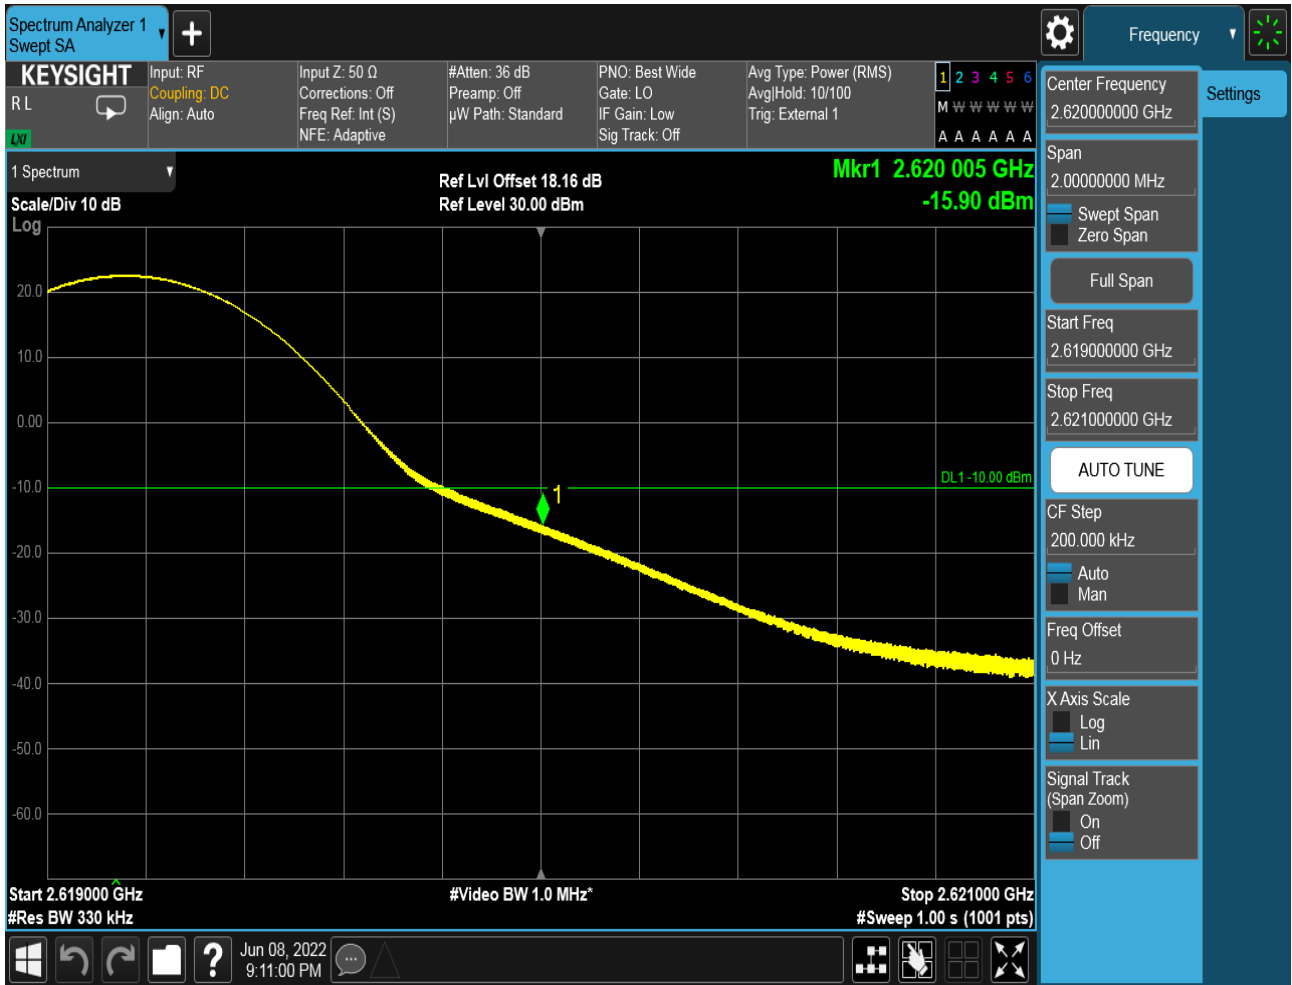 Spectrum Analyzer 1
Swept SA
Frequency
KEYSIGHT
R L
LXI
Input: RF
Coupling: DC
Align: Auto
Input Z: 50 Ω
Corrections: Off
Freq Ref: Int (S)
NFE: Adaptive
#Atten: 36 dB
Preamp: Off
µW Path: Standard
PNO: Best Wide
Gate: LO
IF Gain: Low
Sig Track: Off
Avg Type: Power (RMS)
Avg|Hold: 10/100
Trig: External 1
1 2 3 4 5 6
M W W W W W
A A A A A A
1 Spectrum
Scale/Div 10 dB
Log
Ref Lvl Offset 18.16 dB
Ref Level 30.00 dBm
Mkr1 2.620 005 GHz
-15.90 dBm
20.0
10.0
0.00
-10.0
-20.0
-30.0
-40.0
-50.0
-60.0
DL1 -10.00 dBm
1
Start 2.619000 GHz
#Res BW 330 kHz
#Video BW 1.0 MHz*
Stop 2.621000 GHz
#Sweep 1.00 s (1001 pts)
Jun 08, 2022
9:11:00 PM
Center Frequency
2.620000000 GHz
Span
2.00000000 MHz
Swept Span
Zero Span
Full Span
Start Freq
2.619000000 GHz
Stop Freq
2.621000000 GHz
AUTO TUNE
CF Step
200.000 kHz
Auto
Man
Freq Offset
0 Hz
X Axis Scale
Log
Lin
Signal Track
(Span Zoom)
On
Off
Settings